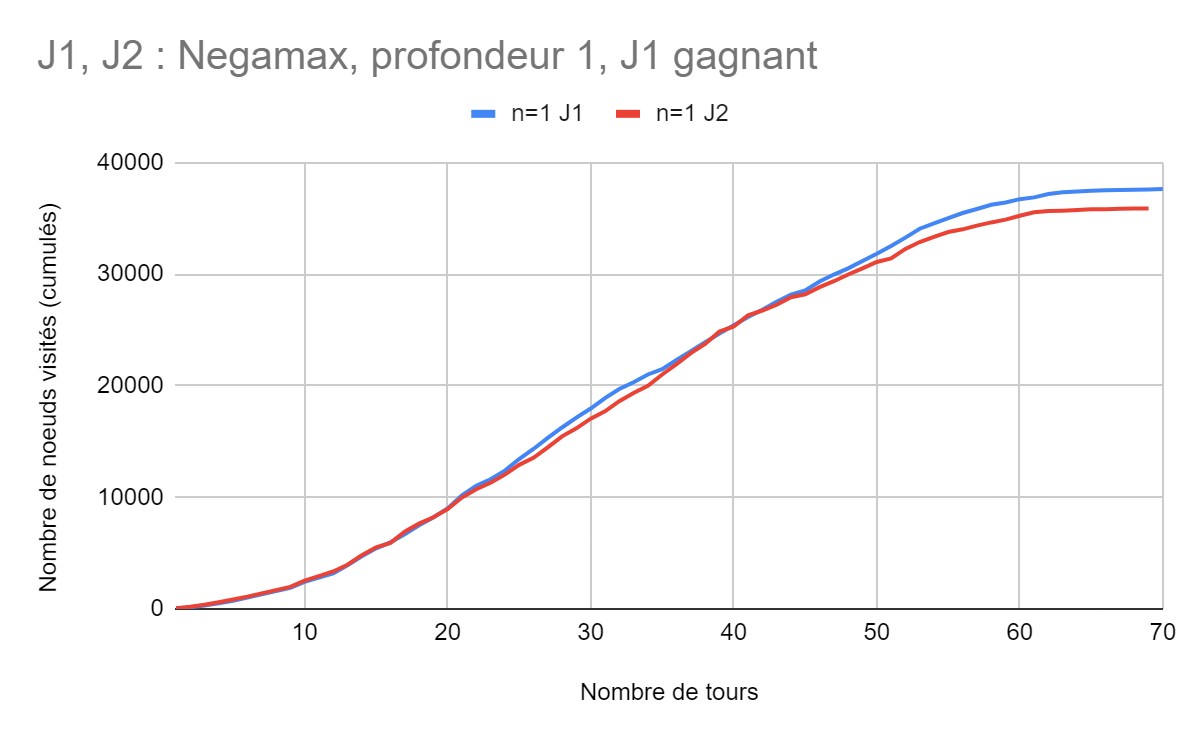 J1, J2 : Negamax, profondeur 1, J1 gagnant
n=1 J1 n=1 J2
Nombre de noeuds visités (cumulés)
40000
30000
20000
10000
0
10 20 30 40 50 60 70
Nombre de tours